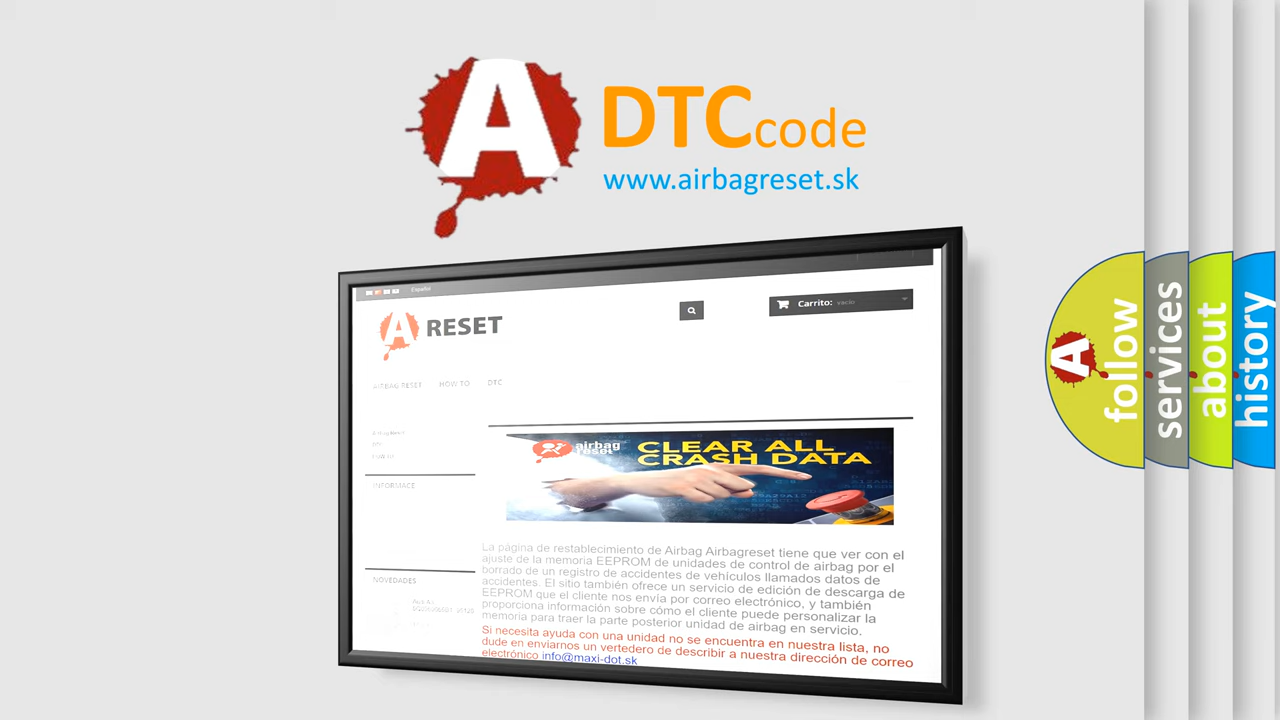 A
DTCcode
www.airbagreset.sk
Español
Carrito: vacío
A RESET
AIRBAG RESET HOW TO DTC
INFORMACE
airbag
reset
CLEAR ALL
CRASH DATA
La página de restablecimiento de Airbag Airbagreset tiene que ver con el
ajuste de la memoria EEPROM de unidades de control de airbag por el
borrado de un registro de accidentes de vehículos llamados datos de
accidentes. El sitio también ofrece un servicio de edición de descarga de
EEPROM que el cliente nos envía por correo electrónico, y también
proporciona información sobre cómo el cliente puede personalizar la
memoria para traer la parte posterior unidad de airbag en servicio.
Si necesita ayuda con una unidad no se encuentra en nuestra lista, no
dude en enviarnos un vertedero de describir a nuestra dirección de correo
electrónico info@maxi-dot.sk
NOVEDADES
A
follow
services
about
history